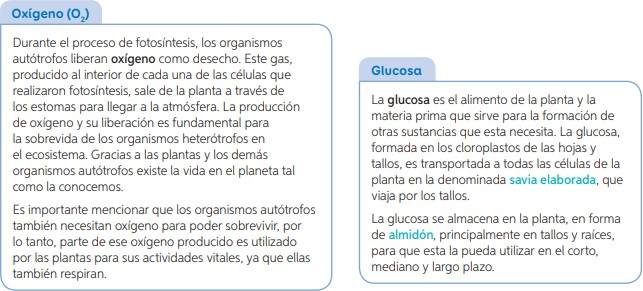 Oxígeno (O₂)
Durante el proceso de fotosíntesis, los organismos
autótrofos liberan oxígeno como desecho. Este gas,
producido al interior de cada una de las células que
realizaron fotosíntesis, sale de la planta a través de
los estomas para llegar a la atmósfera. La producción
de oxígeno y su liberación es fundamental para
la sobrevida de los organismos heterótrofos en
el ecosistema. Gracias a las plantas y los demás
organismos autótrofos existe la vida en el planeta tal
como la conocemos.
Es importante mencionar que los organismos autótrofos
también necesitan oxígeno para poder sobrevivir, por
lo tanto, parte de ese oxígeno producido es utilizado
por las plantas para sus actividades vitales, ya que ellas
también respiran.
Glucosa
La glucosa es el alimento de la planta y la
materia prima que sirve para la formación de
otras sustancias que esta necesita. La glucosa,
formada en los cloroplastos de las hojas y
tallos, es transportada a todas las células de la
planta en la denominada savia elaborada, que
viaja por los tallos.
La glucosa se almacena en la planta, en forma
de almidón, principalmente en tallos y raíces,
para que esta la pueda utilizar en el corto,
mediano y largo plazo.